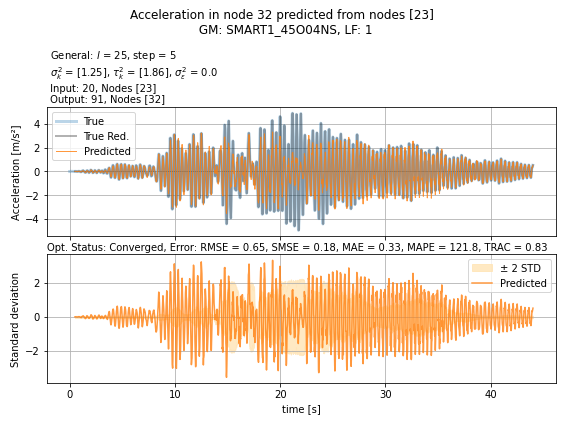 Acceleration in node 32 predicted from nodes [23]
GM: SMART1_45O04NS, LF: 1
General: l = 25, step = 5
σ²ₖ = [1.25], τ²ₖ = [1.86], σ²ε = 0.0
Input: 20, Nodes [23]
Output: 91, Nodes [32]
True
True Red.
Predicted
Acceleration [m/s²]
4
2
0
−2
−4
Opt. Status: Converged, Error: RMSE = 0.65, SMSE = 0.18, MAE = 0.33, MAPE = 121.8, TRAC = 0.83
± 2 STD
Predicted
Standard deviation
2
0
−2
0 10 20 30 40
time [s]